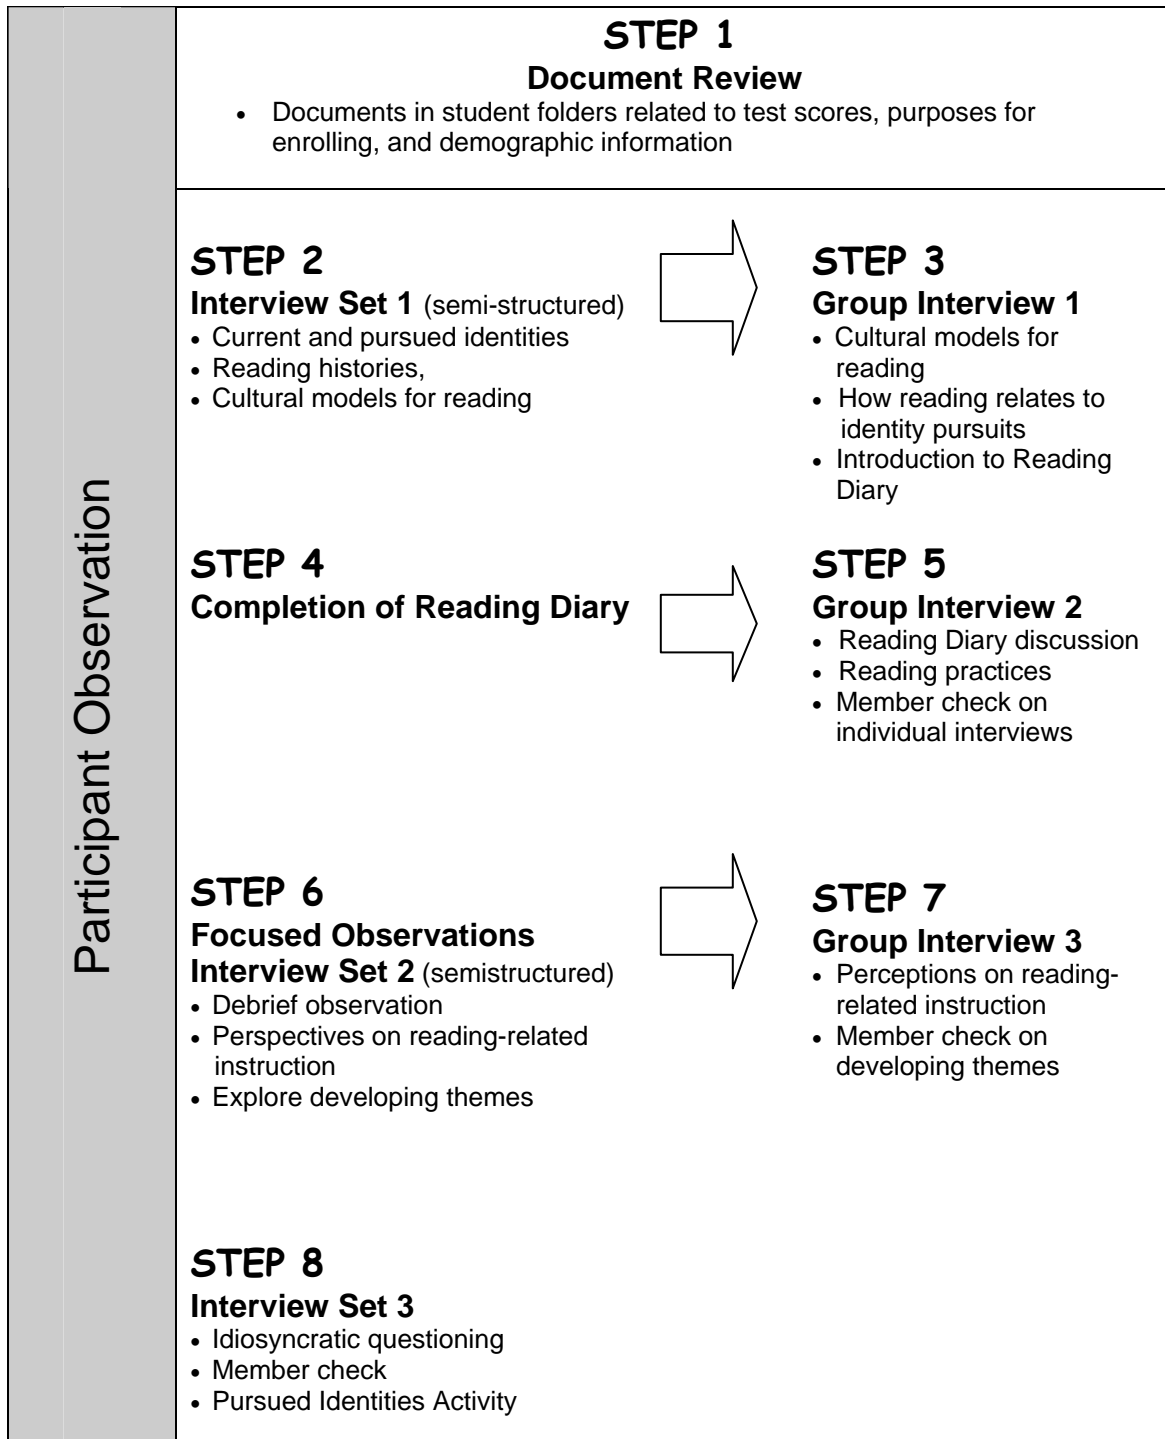 Participant Observation
STEP 1
Document Review
• Documents in student folders related to test scores, purposes for
enrolling, and demographic information
STEP 2
Interview Set 1 (semi-structured)
• Current and pursued identities
• Reading histories,
• Cultural models for reading
STEP 3
Group Interview 1
• Cultural models for
reading
• How reading relates to
identity pursuits
• Introduction to Reading
Diary
STEP 4
Completion of Reading Diary
STEP 5
Group Interview 2
• Reading Diary discussion
• Reading practices
• Member check on
individual interviews
STEP 6
Focused Observations
Interview Set 2 (semistructured)
• Debrief observation
• Perspectives on reading-related
instruction
• Explore developing themes
STEP 7
Group Interview 3
• Perceptions on reading-
related instruction
• Member check on
developing themes
STEP 8
Interview Set 3
• Idiosyncratic questioning
• Member check
• Pursued Identities Activity